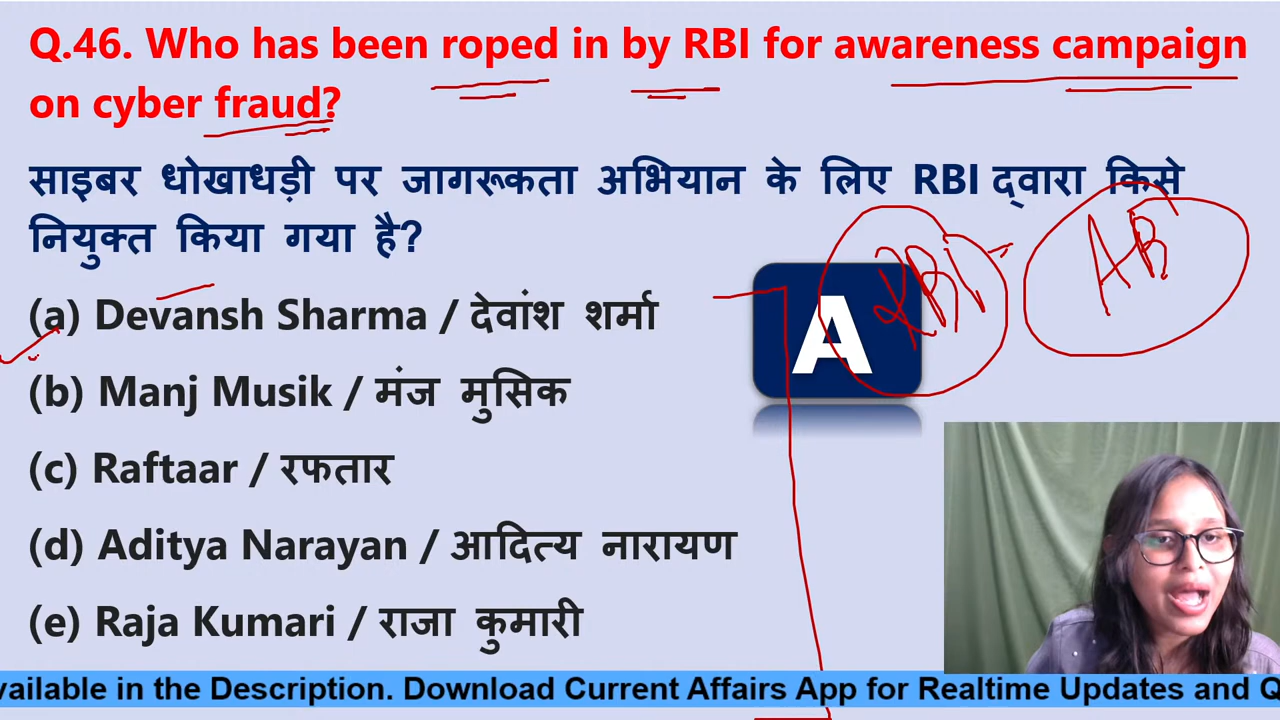 Q.46. Who has been roped in by RBI for awareness campaign
on cyber fraud?
साइबर धोखाधड़ी पर जागरूकता अभियान के लिए RBI द्वारा किसे
नियुक्त किया गया है?
(a) Devansh Sharma / देवांश शर्मा
(b) Manj Musik / मंज मुसिक
(c) Raftaar / रफतार
(d) Aditya Narayan / आदित्य नारायण
(e) Raja Kumari / राजा कुमारी
A
RBI
AB
vailable in the Description. Download Current Affairs App for Realtime Updates and Q